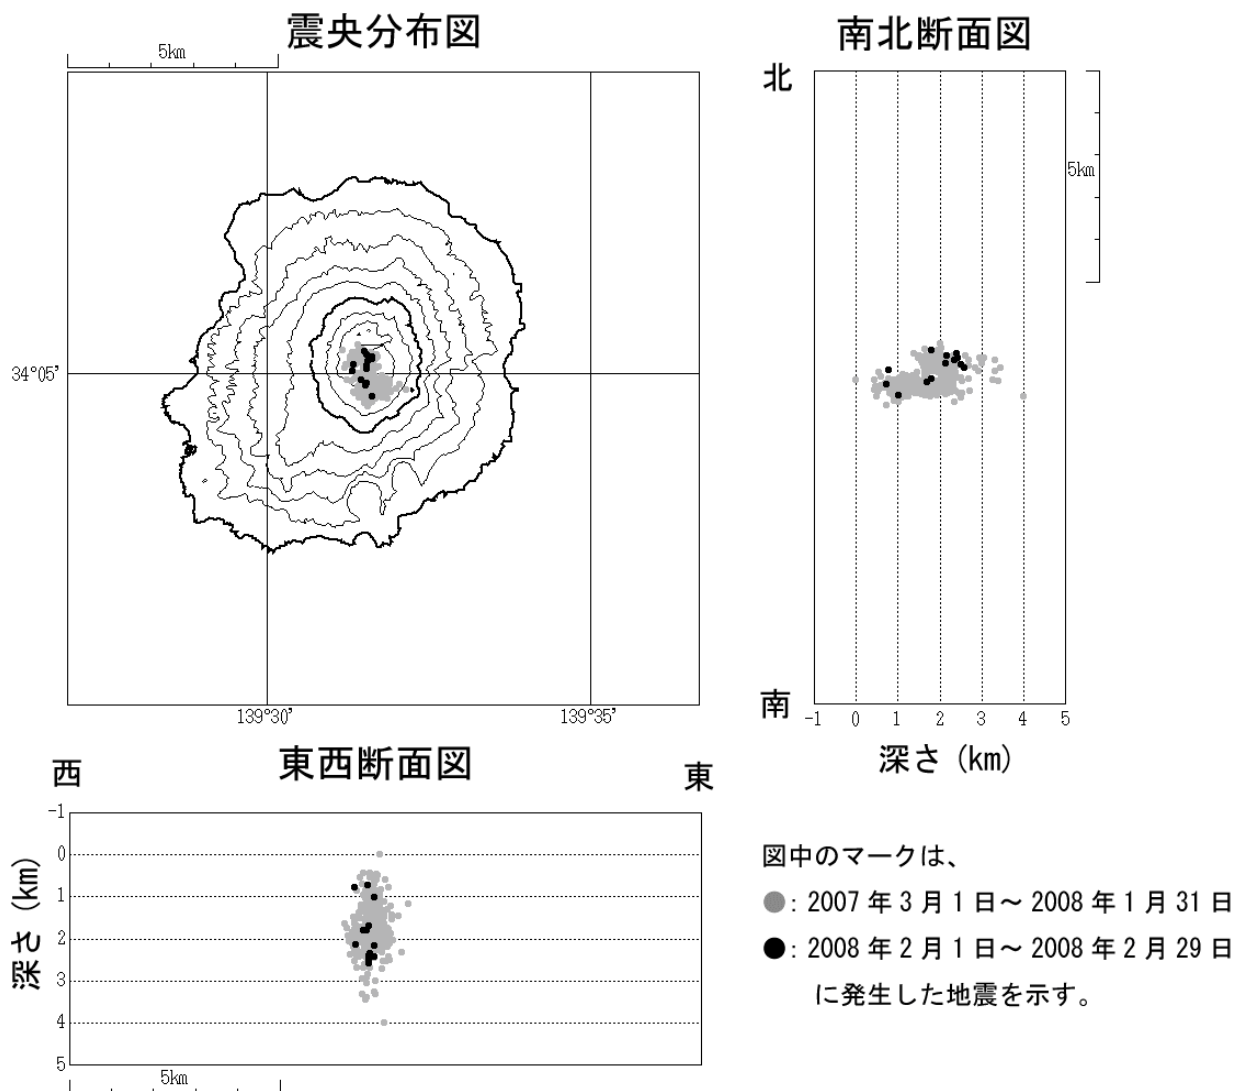 震央分布図
5km
34°05’
139°30’
139°35’
南北断面図
北
南
5km
-1 0 1 2 3 4 5
深さ (km)
東西断面図
西
東
-1
0
1
2
3
4
5
深さ (km)
5km
図中のマークは、
●: 2007 年 3 月 1 日～ 2008 年 1 月 31 日
●: 2008 年 2 月 1 日～ 2008 年 2 月 29 日
に発生した地震を示す。